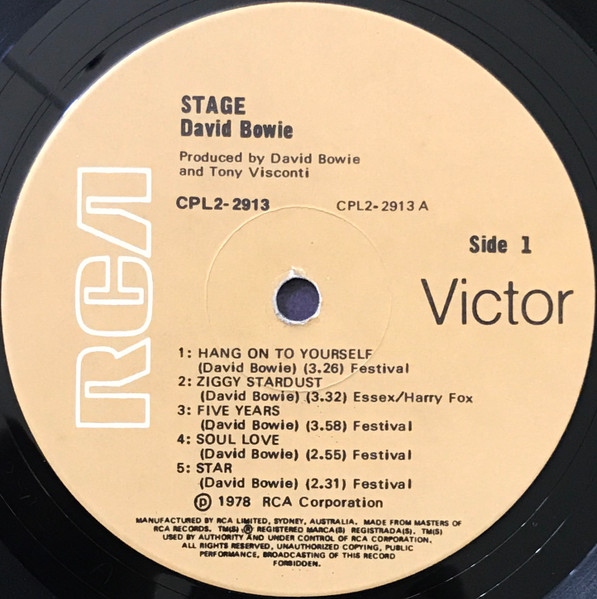 STAGE
David Bowie
Produced by David Bowie
and Tony Visconti
CPL2-2913
CPL2-2913 A
Side 1
RCA
Victor
1: HANG ON TO YOURSELF
(David Bowie) (3.26) Festival
2: ZIGGY STARDUST
(David Bowie) (3.32) Essex/Harry Fox
3: FIVE YEARS
(David Bowie) (3.58) Festival
4: SOUL LOVE
(David Bowie) (2.55) Festival
5: STAR
(David Bowie) (2.31) Festival
Ⓟ 1978 RCA Corporation
MANUFACTURED BY RCA LIMITED, SYDNEY, AUSTRALIA. MADE FROM MASTERS OF
RCA RECORDS. TM(S) ® REGISTERED MARCA(S) REGISTRADA(S). TM(S)
USED BY AUTHORITY AND UNDER CONTROL OF RCA CORPORATION.
ALL RIGHTS RESERVED, UNAUTHORIZED COPYING, PUBLIC
PERFORMANCE, BROADCASTING OF THIS RECORD
FORBIDDEN.